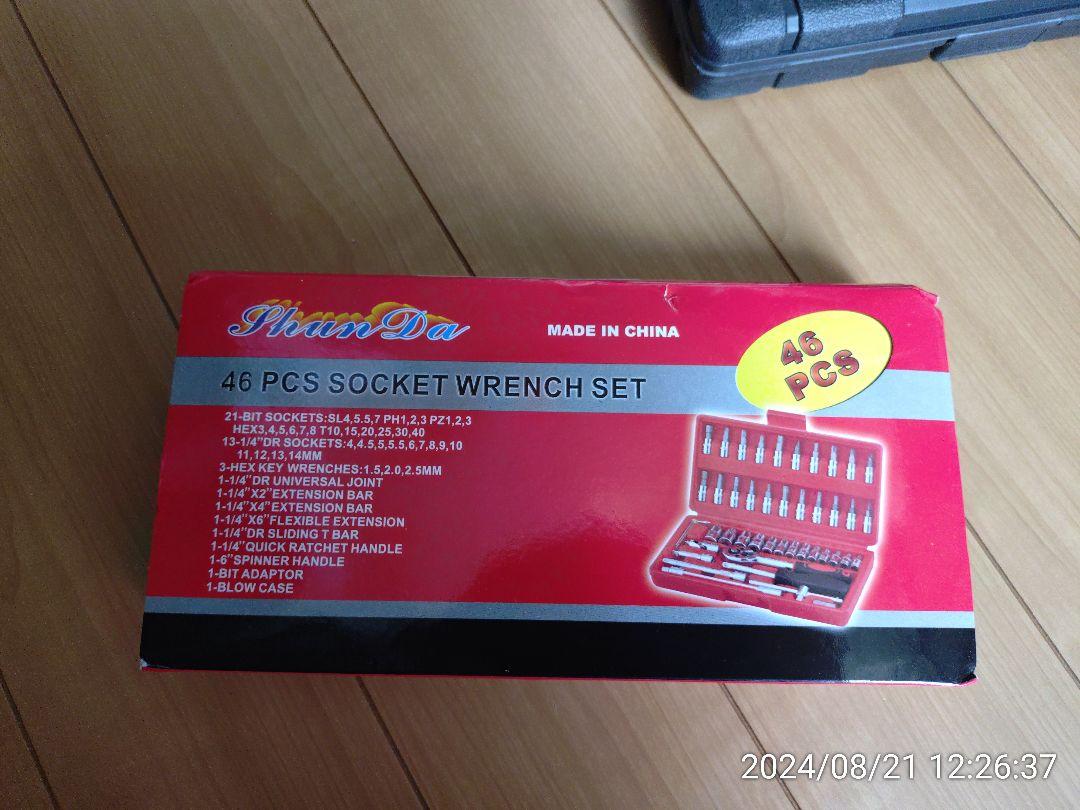 ShunDa
MADE IN CHINA
46
PCS
46 PCS SOCKET WRENCH SET
21-BIT SOCKETS:SL4,5.5,7 PH1,2,3 PZ1,2,3
HEX3,4,5,6,7,8 T10,15,20,25,30,40
13-1/4"DR SOCKETS:4,4.5,5,5.5,6,7,8,9,10
11,12,13,14MM
3-HEX KEY WRENCHES:1.5,2.0,2.5MM
1-1/4"DR UNIVERSAL JOINT
1-1/4"X2"EXTENSION BAR
1-1/4"X4"EXTENSION BAR
1-1/4"X6"FLEXIBLE EXTENSION
1-1/4"DR SLIDING T BAR
1-1/4"QUICK RATCHET HANDLE
1-6"SPINNER HANDLE
1-BIT ADAPTOR
1-BLOW CASE
2024/08/21 12:26:37